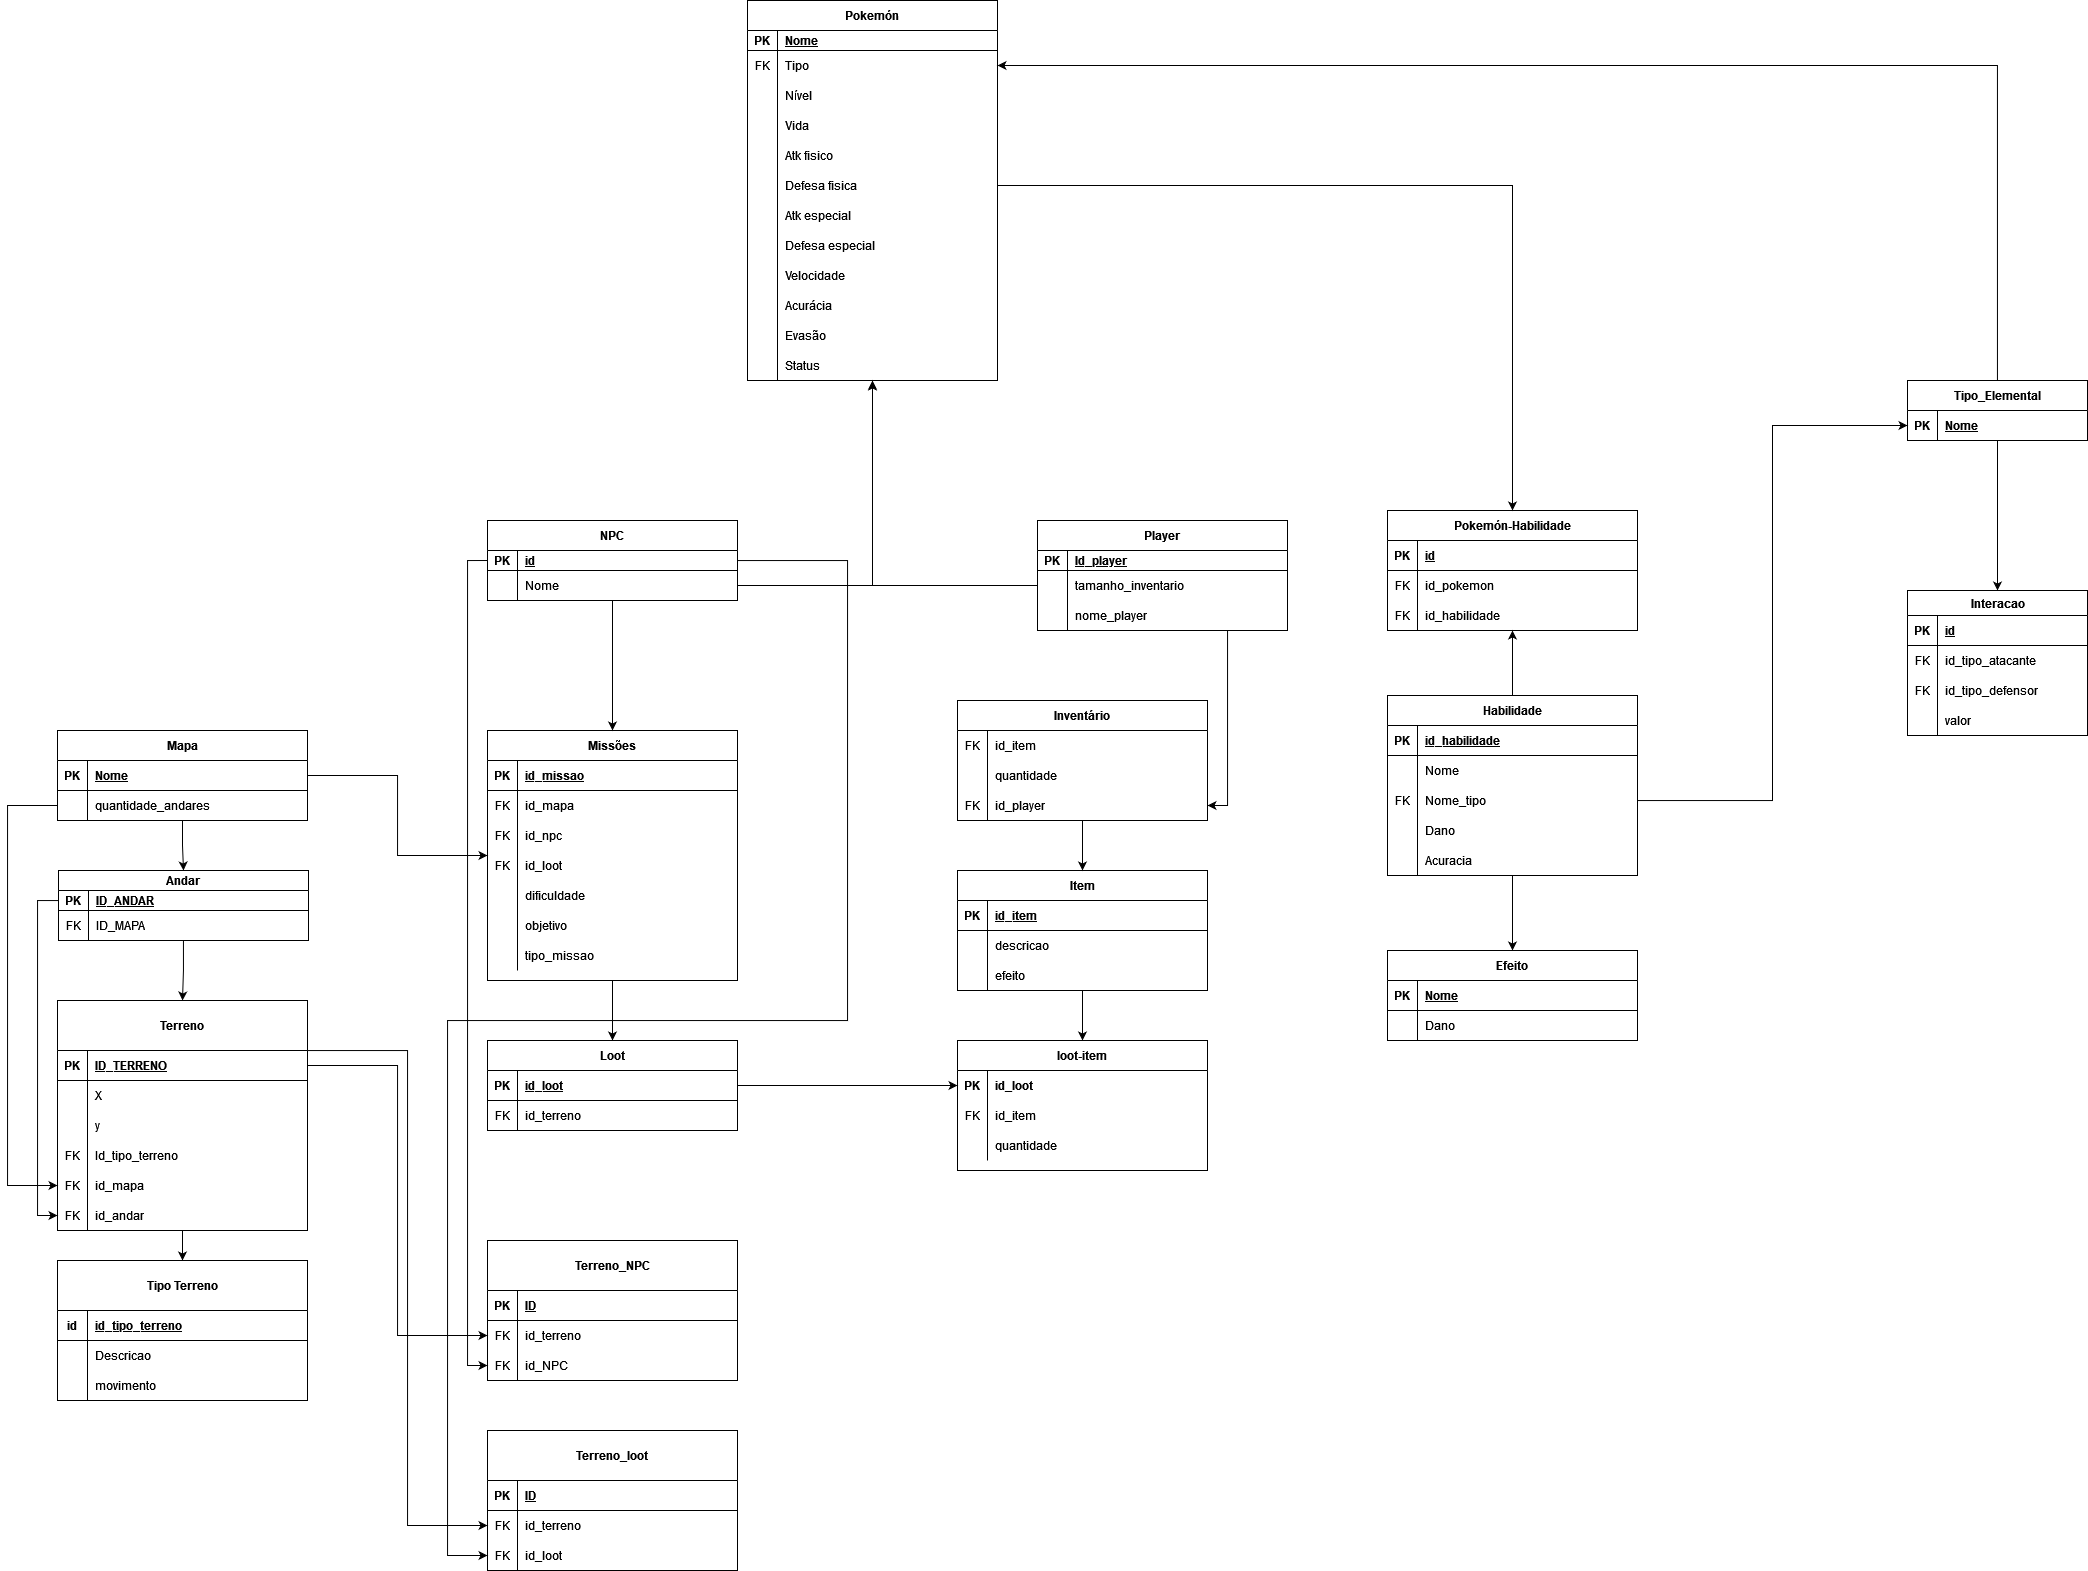 Pokemón
PK Nome
FK Tipo
Nível
Vida
Atk fisico
Defesa fisica
Atk especial
Defesa especial
Velocidade
Acurácia
Evasão
Status
Tipo_Elemental
PK Nome
NPC
PK id
Nome
Player
PK Id_player
tamanho_inventario
nome_player
Pokemón-Habilidade
PK id
FK id_pokemon
FK id_habilidade
Interacao
PK id
FK id_tipo_atacante
FK id_tipo_defensor
valor
Mapa
PK Nome
quantidade_andares
Missões
PK id_missao
FK id_mapa
FK id_npc
FK id_loot
dificuldade
objetivo
tipo_missao
Inventário
FK id_item
quantidade
FK id_player
Habilidade
PK id_habilidade
Nome
FK Nome_tipo
Dano
Acuracia
Andar
PK ID_ANDAR
FK ID_MAPA
Item
PK id_item
descricao
efeito
Efeito
PK Nome
Dano
Terreno
PK ID_TERRENO
X
y
FK Id_tipo_terreno
FK id_mapa
FK id_andar
Loot
PK id_loot
FK id_terreno
loot-item
PK id_loot
FK id_item
quantidade
Tipo Terreno
id id_tipo_terreno
Descricao
movimento
Terreno_NPC
PK ID
FK id_terreno
FK id_NPC
Terreno_loot
PK ID
FK id_terreno
FK id_loot